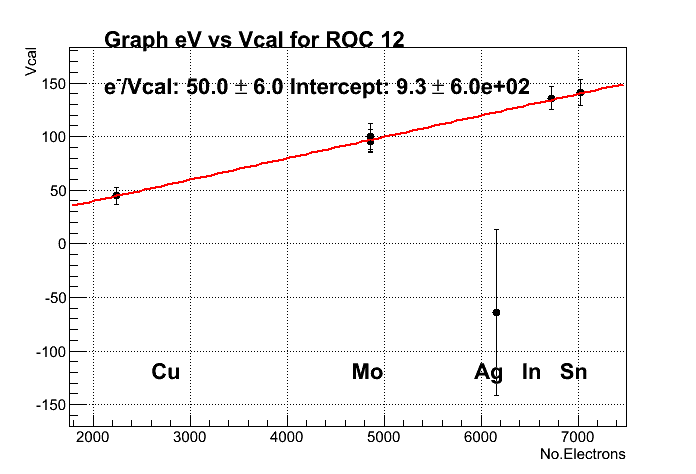 Graph eV vs Vcal for ROC 12
e-/Vcal: 50.0 ± 6.0 Intercept: 9.3 ± 6.0e+02
Vcal
150
100
50
0
-50
-100
-150
Cu Mo Ag In Sn
2000 3000 4000 5000 6000 7000
No.Electrons